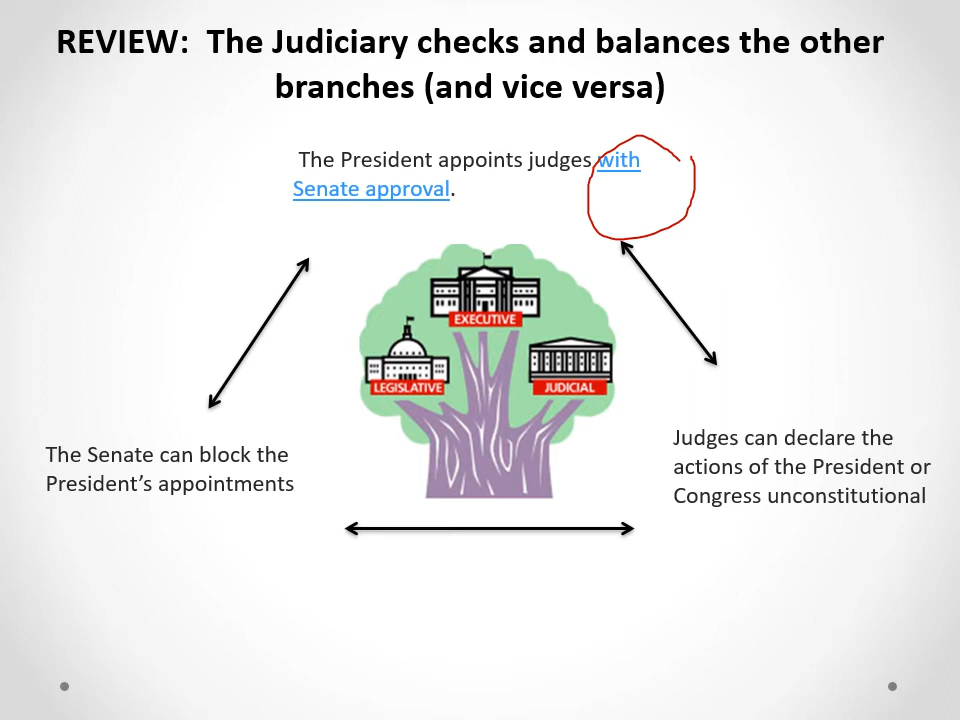 REVIEW:  The Judiciary checks and balances the other
branches (and vice versa)
The President appoints judges with
Senate approval.
EXECUTIVE
LEGISLATIVE
JUDICIAL
The Senate can block the
President’s appointments
Judges can declare the
actions of the President or
Congress unconstitutional